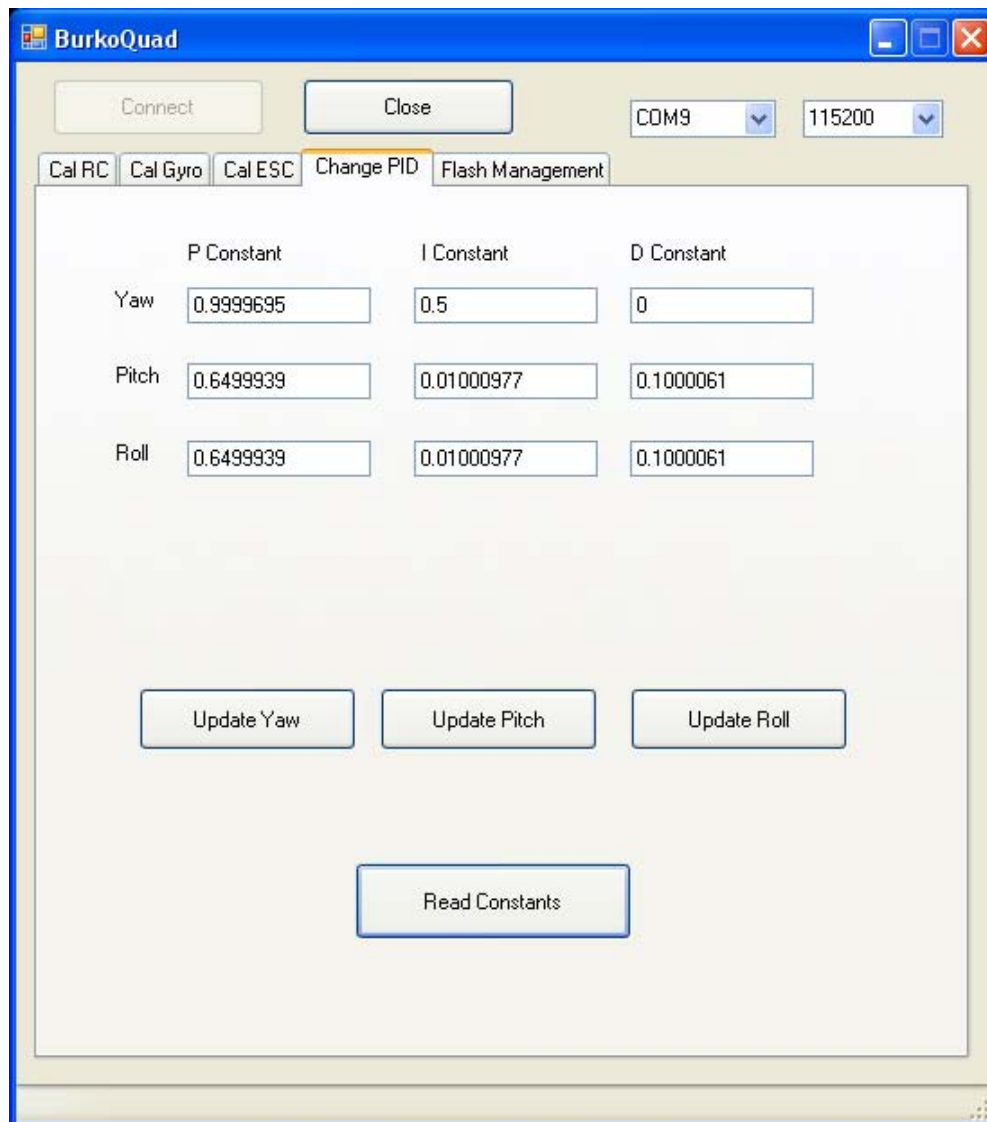 BurkoQuad
Connect Close COM9 115200
Cal RC Cal Gyro Cal ESC Change PID Flash Management
P Constant I Constant D Constant
Yaw 0.9999695 0.5 0
Pitch 0.6499939 0.01000977 0.1000061
Roll 0.6499939 0.01000977 0.1000061
Update Yaw Update Pitch Update Roll
Read Constants